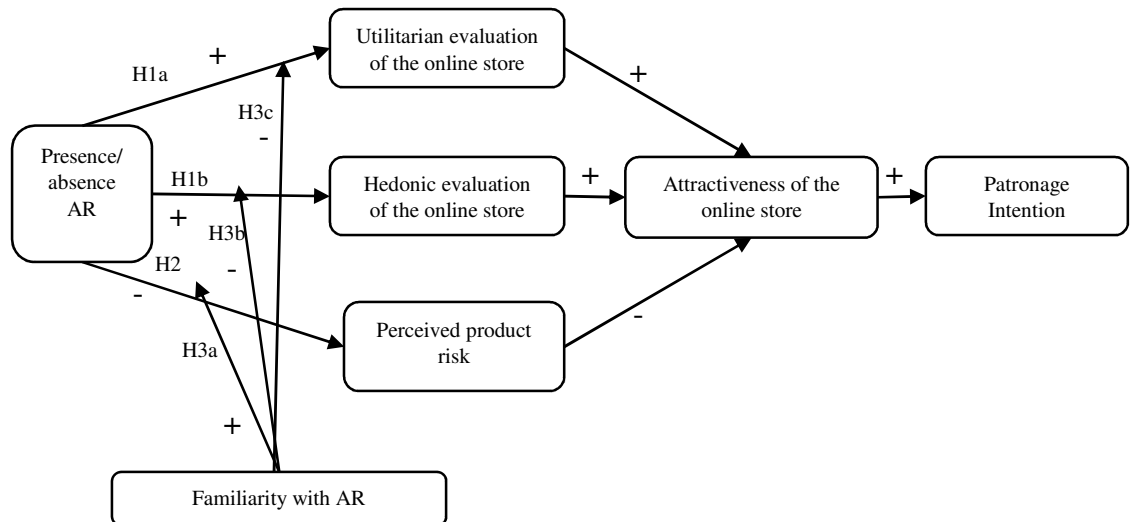 Utilitarian evaluation
of the online store
+
H1a
+
H3c
-
Presence/
absence
AR
H1b
+
Hedonic evaluation
of the online store
+
Attractiveness of the
online store
+
Patronage
Intention
H3b
-
H2
-
Perceived product
risk
-
H3a
+
Familiarity with AR